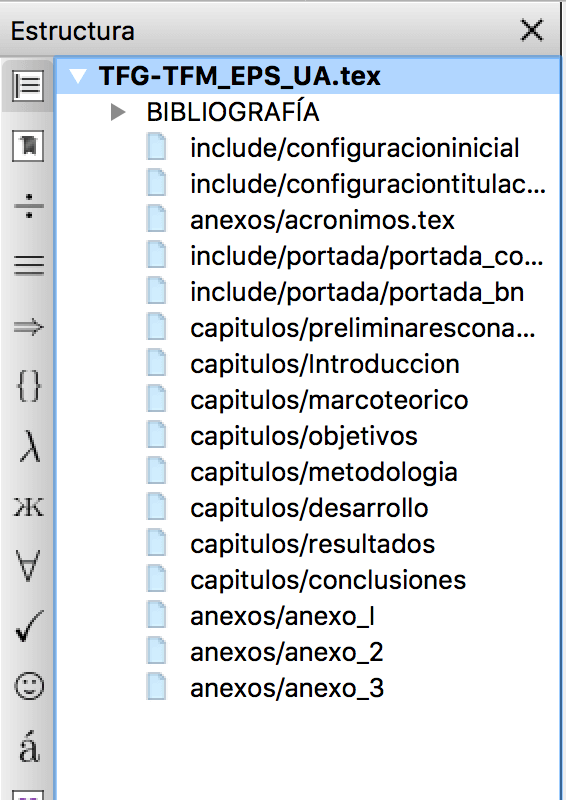 Estructura
TFG-TFM_EPS_UA.tex
BIBLIOGRAFÍA
include/configuracioninicial
include/configuraciontitulac...
anexos/acronimos.tex
include/portada/portada_co...
include/portada/portada_bn
capitulos/preliminarescona...
capitulos/Introduccion
capitulos/marcoteorico
capitulos/objetivos
capitulos/metodologia
capitulos/desarrollo
capitulos/resultados
capitulos/conclusiones
anexos/anexo_I
anexos/anexo_2
anexos/anexo_3
÷
⇒
{}
λ
ж
∀
✓
á